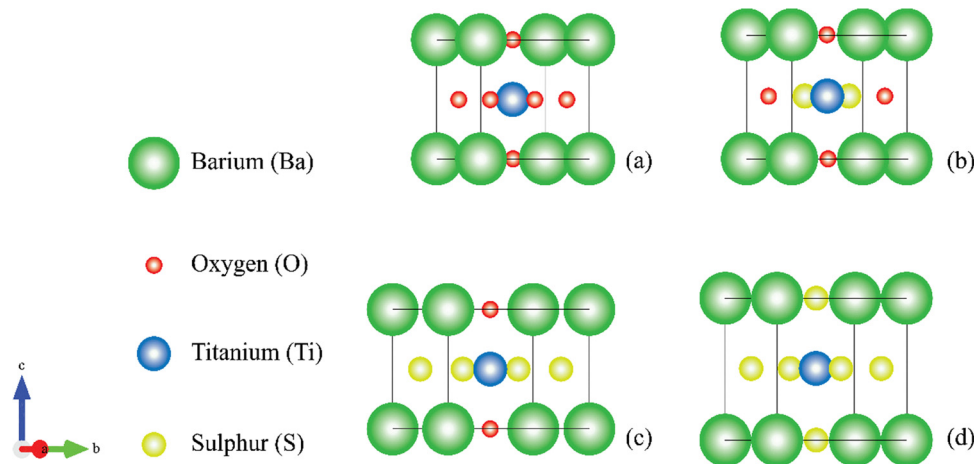 (a)
(b)
Barium (Ba)
Oxygen (O)
Titanium (Ti)
c
Sulphur (S)
a
b
(c)
(d)